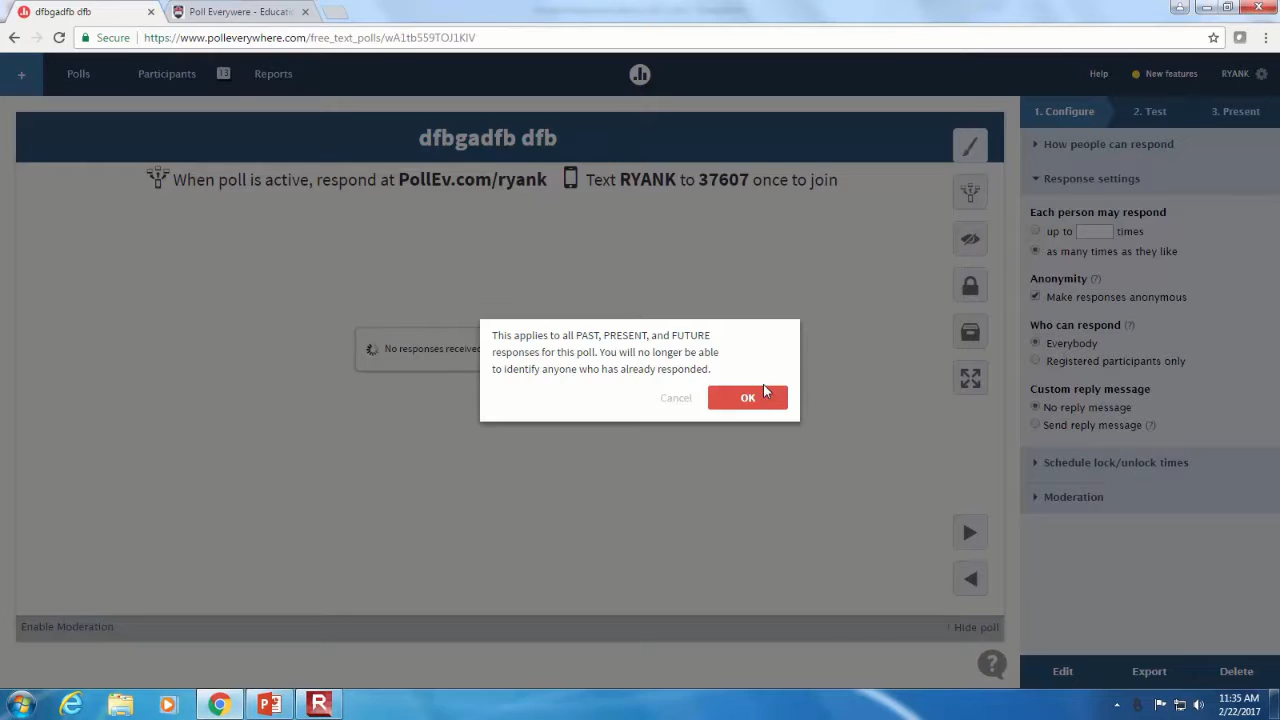 dfbgadfb dfb
Poll Everywhere - Educatio
Secure https://www.polleverywhere.com/free_text_polls/wA1tb559TOJ1KIV
+ Polls Participants 13 Reports Help New features RYANK
dfbgadfb dfb
When poll is active, respond at PollEv.com/ryank Text RYANK to 37607 once to join
No responses received
This applies to all PAST, PRESENT, and FUTURE
responses for this poll. You will no longer be able
to identify anyone who has already responded.
Cancel OK
Enable Moderation
Hide poll
?
1. Configure 2. Test 3. Present
How people can respond
Response settings
Each person may respond
up to times
as many times as they like
Anonymity (?)
Make responses anonymous
Who can respond (?)
Everybody
Registered participants only
Custom reply message
No reply message
Send reply message (?)
Schedule lock/unlock times
Moderation
Edit Export Delete
11:35 AM
2/22/2017